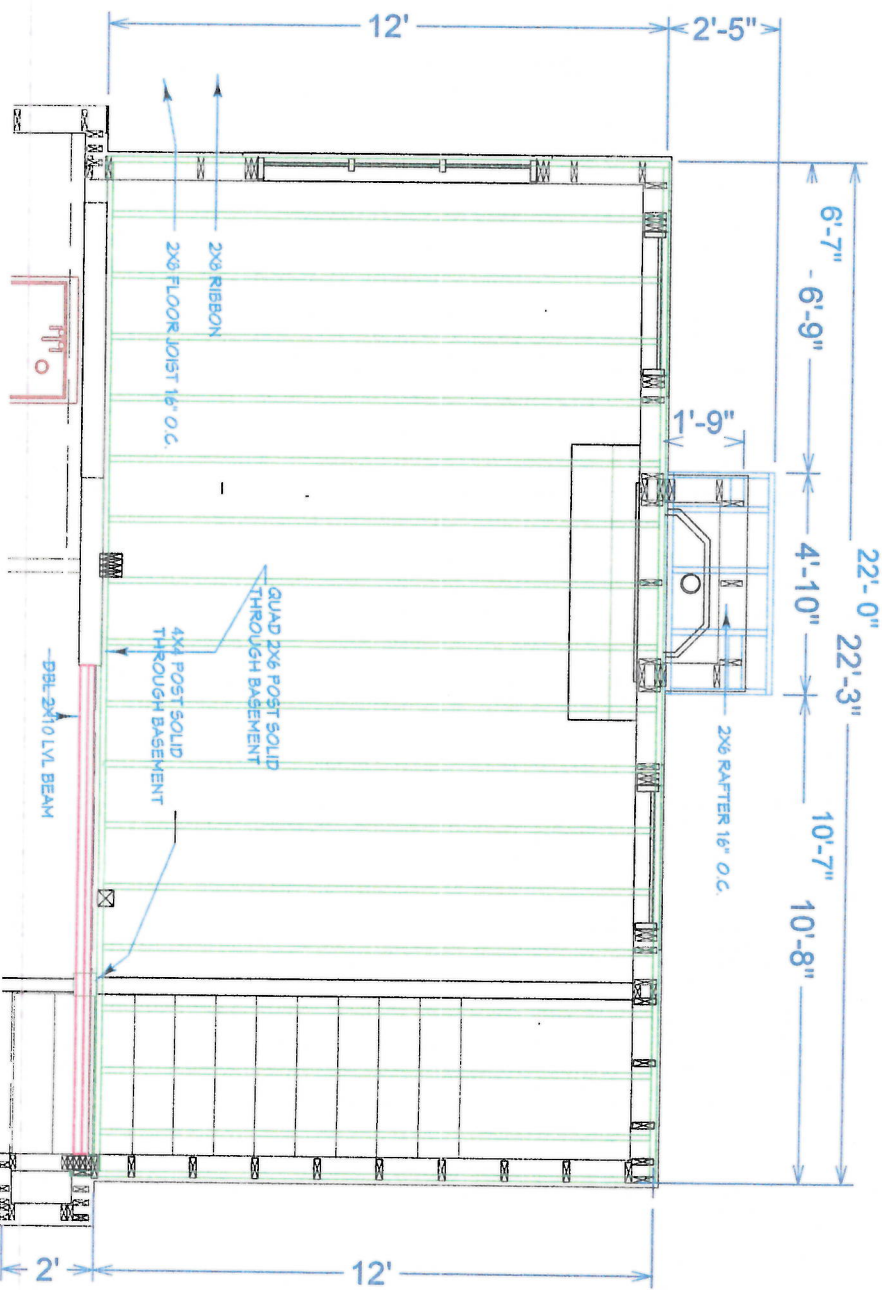 12'
2'-5"
6'-7"
6'-9"
1'-9"
4'-10"
22'-0"
22'-3"
10'-7"
10'-8"
2X8 RIBBON
2X8 FLOOR JOIST 16" O.C.
QUAD 2X6 POST SOLID
THROUGH BASEMENT
4X4 POST SOLID
THROUGH BASEMENT
DBL 2X10 LVL BEAM
2X6 RAFTER 16" O.C.
2'
12'